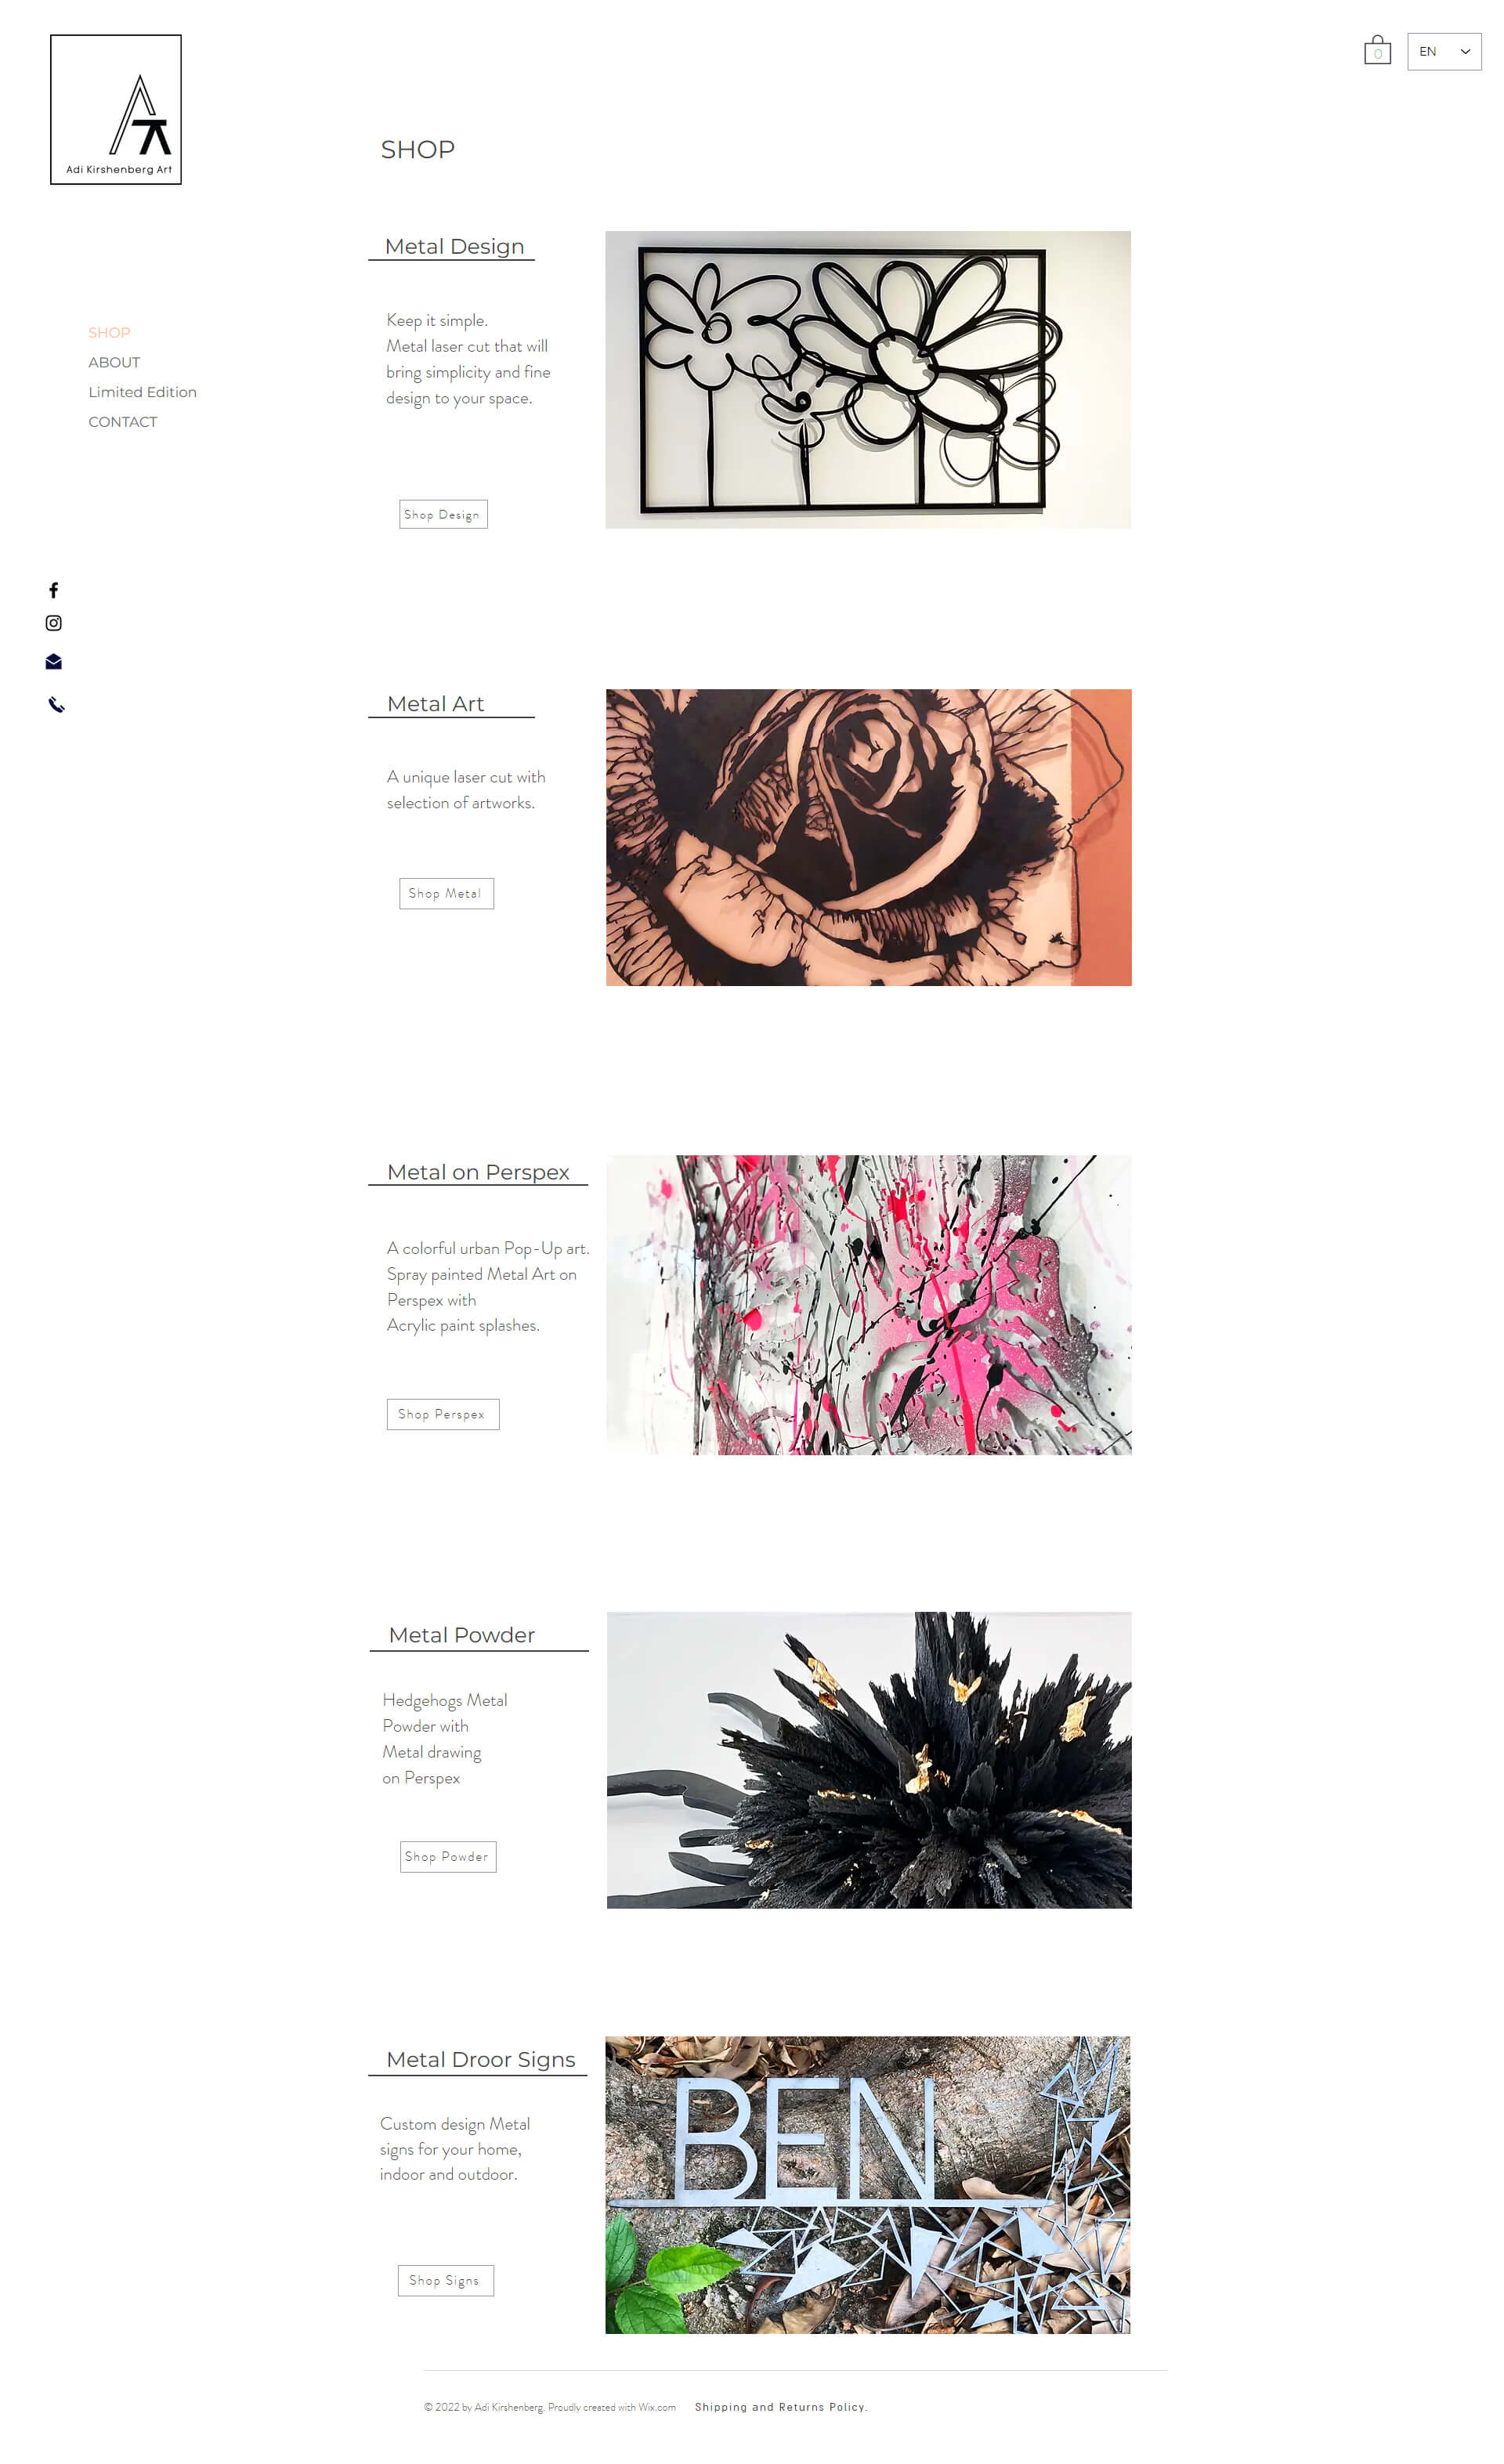 Adi Kirshenberg Art
0
EN
SHOP
SHOP
ABOUT
Limited Edition
CONTACT
Metal Design
Keep it simple.
Metal laser cut that will
bring simplicity and fine
design to your space.
Shop Design
Metal Art
A unique laser cut with
selection of artworks.
Shop Metal
Metal on Perspex
A colorful urban Pop-Up art.
Spray painted Metal Art on
Perspex with
Acrylic paint splashes.
Shop Perspex
Metal Powder
Hedgehogs Metal
Powder with
Metal drawing
on Perspex
Shop Powder
Metal Droor Signs
Custom design Metal
signs for your home,
indoor and outdoor.
Shop Signs
BEN
© 2022 by Adi Kirshenberg. Proudly created with Wix.com
Shipping and Returns Policy.